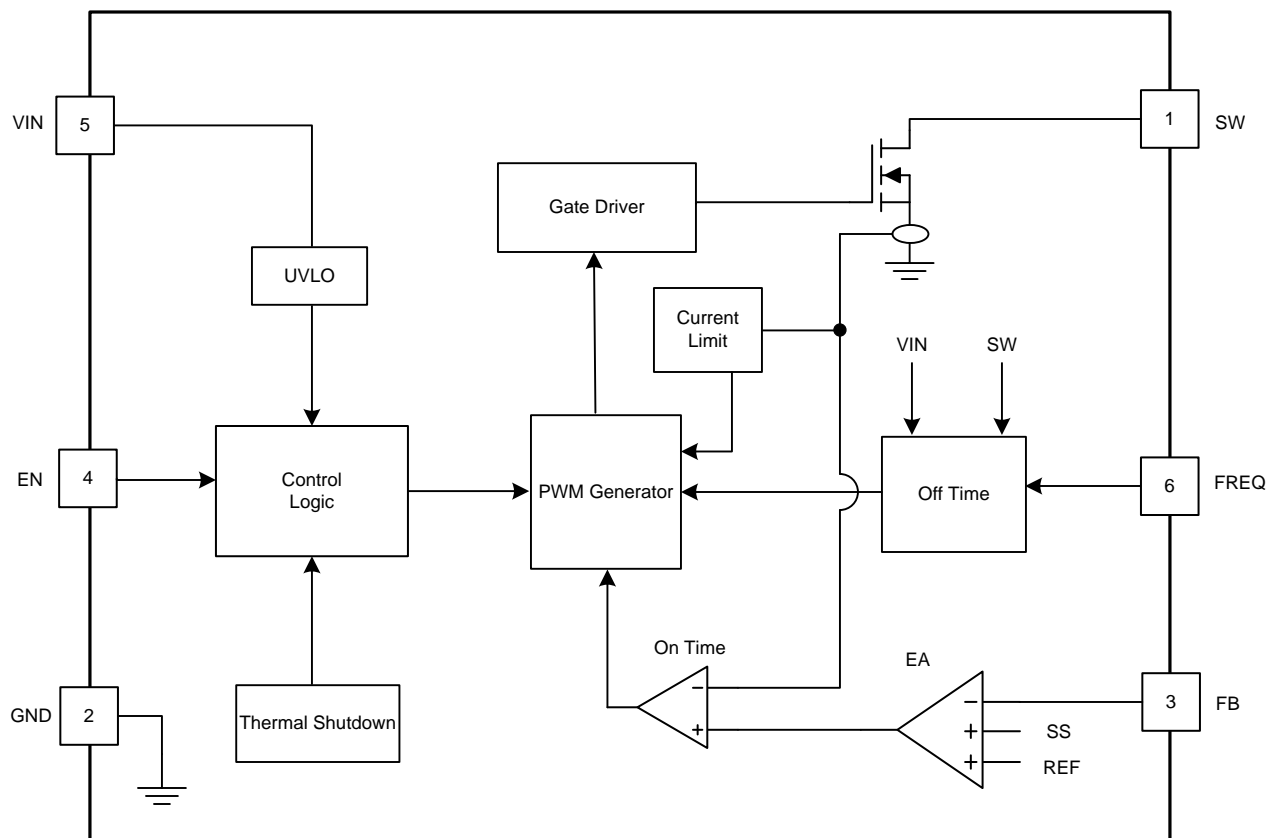 VIN
5
1
SW
Gate Driver
UVLO
Current
Limit
VIN
SW
EN
4
Control
Logic
PWM Generator
Off Time
6
FREQ
On Time
EA
GND
2
Thermal Shutdown
−
+
−
+
+
SS
REF
3
FB